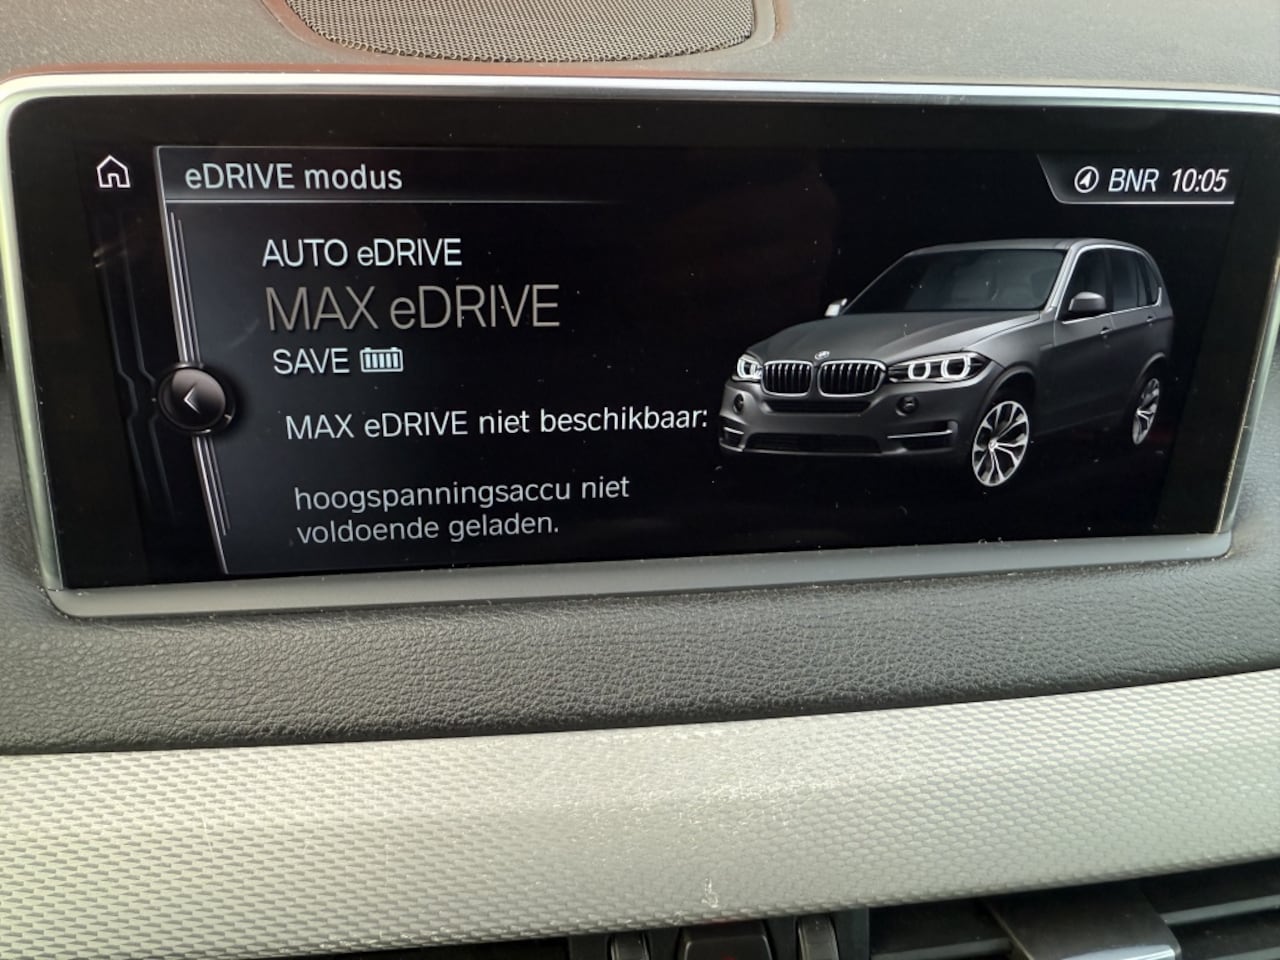 eDRIVE modus
BNR 10:05
AUTO eDRIVE
MAX eDRIVE
SAVE
MAX eDRIVE niet beschikbaar:
hoogspanningsaccu niet
voldoende geladen.